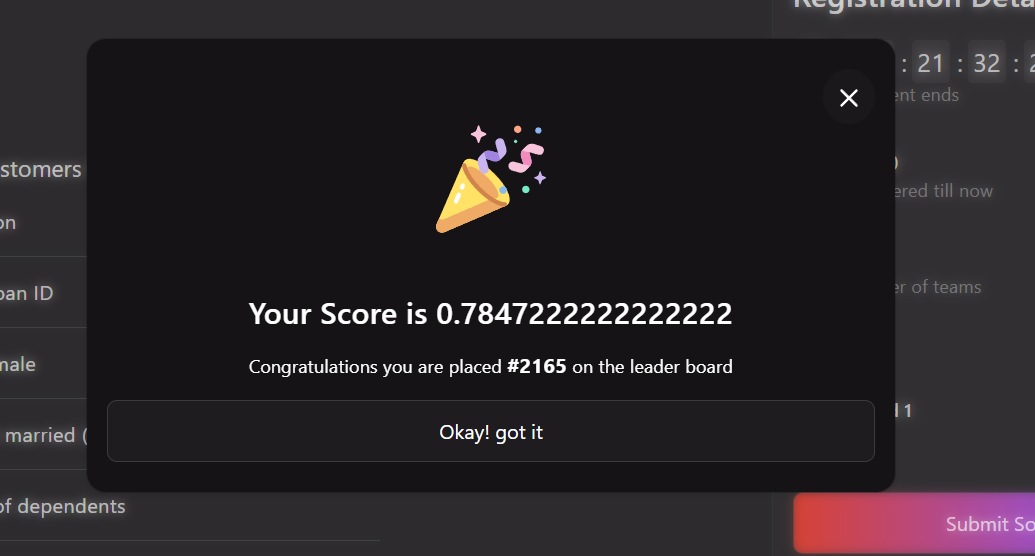 Registration Deta
: 21 : 32 : 2
ent ends
stomers
ered till now
on
er of teams
oan ID
Your Score is 0.7847222222222222
male
Congratulations you are placed #2165 on the leader board
1
Okay! got it
married (
of dependents
Submit So